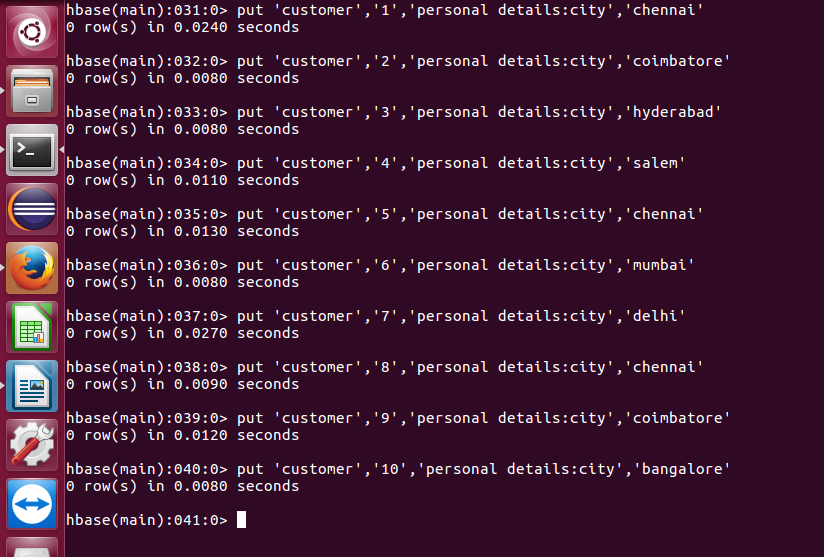 hbase(main):031:0> put 'customer','1','personal details:city','chennai'
0 row(s) in 0.0240 seconds
hbase(main):032:0> put 'customer','2','personal details:city','coimbatore'
0 row(s) in 0.0080 seconds
hbase(main):033:0> put 'customer','3','personal details:city','hyderabad'
0 row(s) in 0.0080 seconds
hbase(main):034:0> put 'customer','4','personal details:city','salem'
0 row(s) in 0.0110 seconds
hbase(main):035:0> put 'customer','5','personal details:city','chennai'
0 row(s) in 0.0130 seconds
hbase(main):036:0> put 'customer','6','personal details:city','mumbai'
0 row(s) in 0.0080 seconds
hbase(main):037:0> put 'customer','7','personal details:city','delhi'
0 row(s) in 0.0270 seconds
hbase(main):038:0> put 'customer','8','personal details:city','chennai'
0 row(s) in 0.0090 seconds
hbase(main):039:0> put 'customer','9','personal details:city','coimbatore'
0 row(s) in 0.0120 seconds
hbase(main):040:0> put 'customer','10','personal details:city','bangalore'
0 row(s) in 0.0080 seconds
hbase(main):041:0>